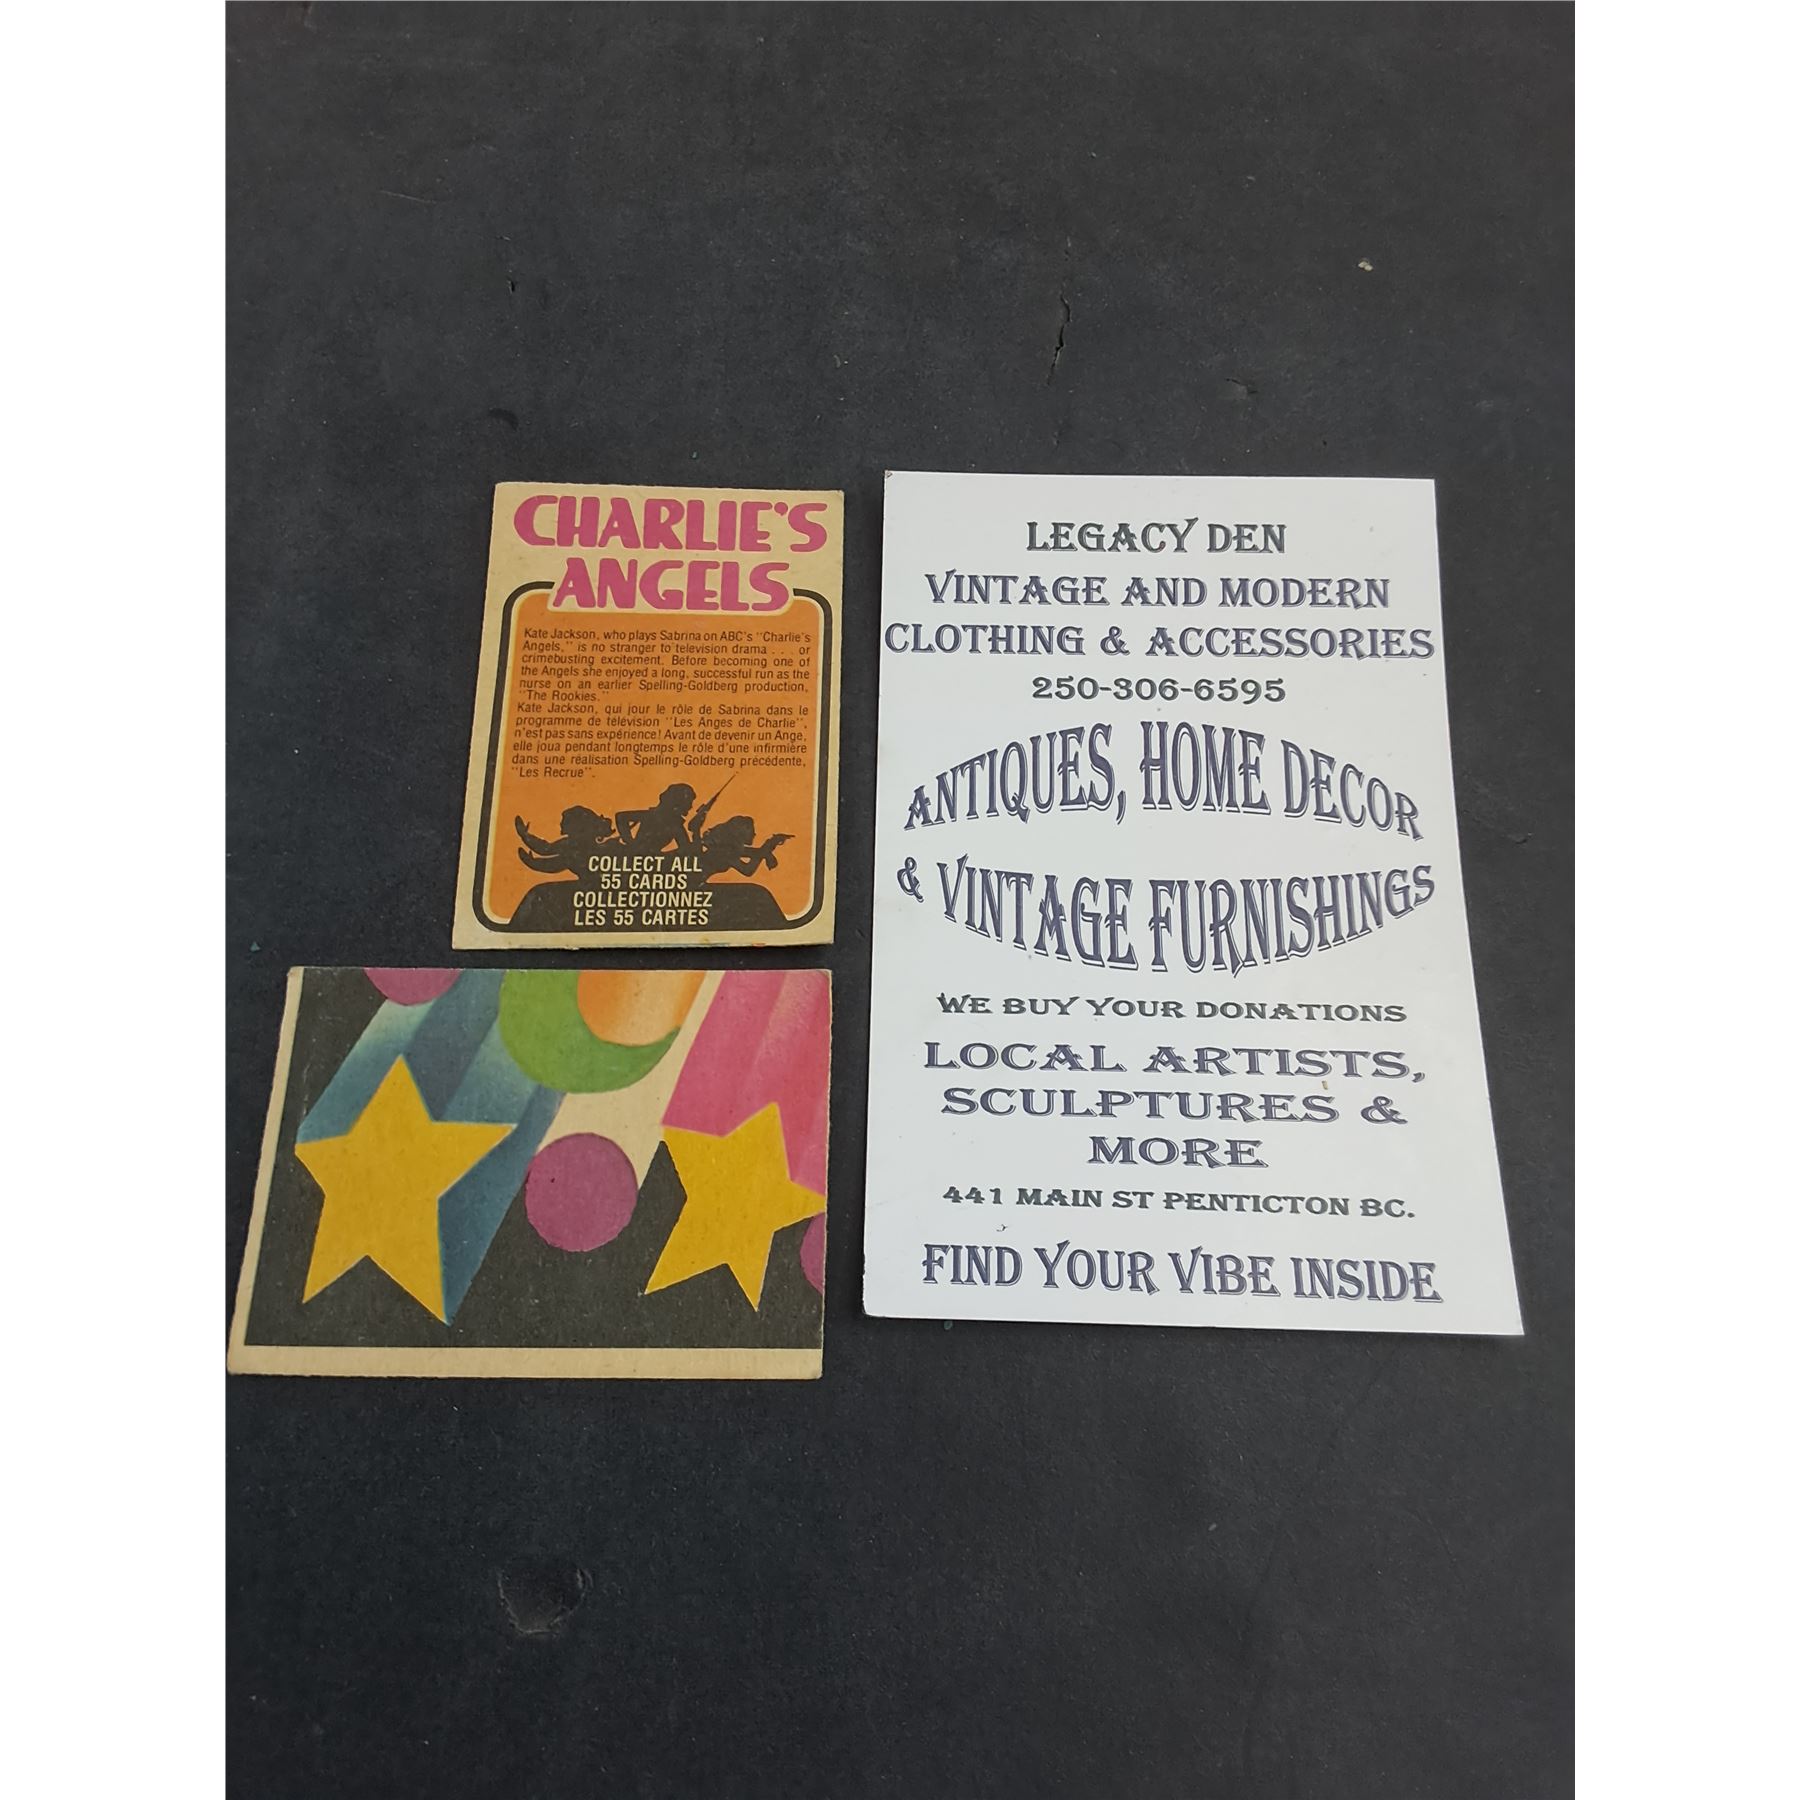 CHARLIE'S
ANGELS
Kate Jackson, who plays Sabrina on ABC's "Charlie's
Angels," is no stranger to television drama . . . or
crimebusting excitement. Before becoming one of
the Angels she enjoyed a long, successful run as the
nurse on an earlier Spelling-Goldberg production,
"The Rookies."
Kate Jackson, qui jour le rôle de Sabrina dans le
programme de télévision "Les Anges de Charlie",
n'est pas sans expérience! Avant de devenir un Ange,
elle joua pendant longtemps le rôle d'une infirmière
dans une réalisation Spelling-Goldberg précédente,
"Les Recrue".
COLLECT ALL
55 CARDS
COLLECTIONNEZ
LES 55 CARTES
LEGACY DEN
VINTAGE AND MODERN
CLOTHING & ACCESSORIES
250-306-6595
ANTIQUES, HOME DECOR
& VINTAGE FURNISHINGS
WE BUY YOUR DONATIONS
LOCAL ARTISTS,
SCULPTURES &
MORE
441 MAIN ST PENTICTON BC.
FIND YOUR VIBE INSIDE